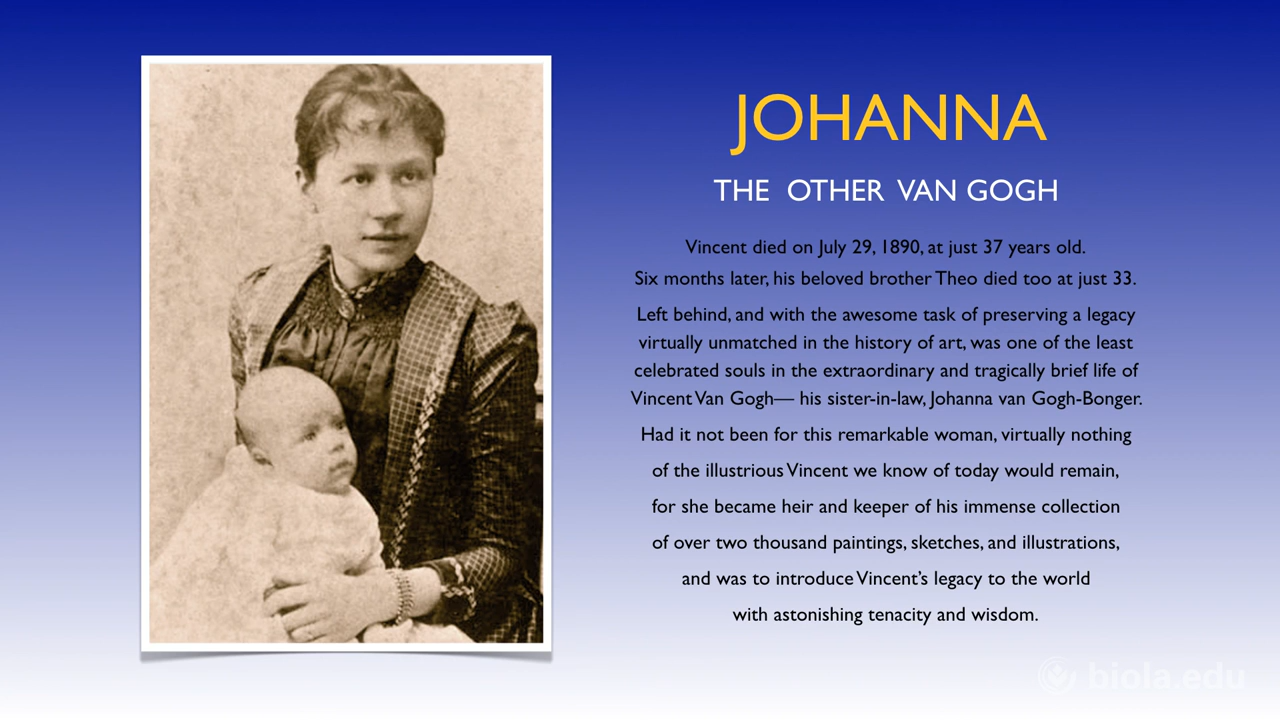 JOHANNA
THE OTHER VAN GOGH
Vincent died on July 29, 1890, at just 37 years old.
Six months later, his beloved brother Theo died too at just 33.
Left behind, and with the awesome task of preserving a legacy
virtually unmatched in the history of art, was one of the least
celebrated souls in the extraordinary and tragically brief life of
Vincent Van Gogh— his sister-in-law, Johanna van Gogh-Bonger.
Had it not been for this remarkable woman, virtually nothing
of the illustrious Vincent we know of today would remain,
for she became heir and keeper of his immense collection
of over two thousand paintings, sketches, and illustrations,
and was to introduce Vincent’s legacy to the world
with astonishing tenacity and wisdom.
biola.edu